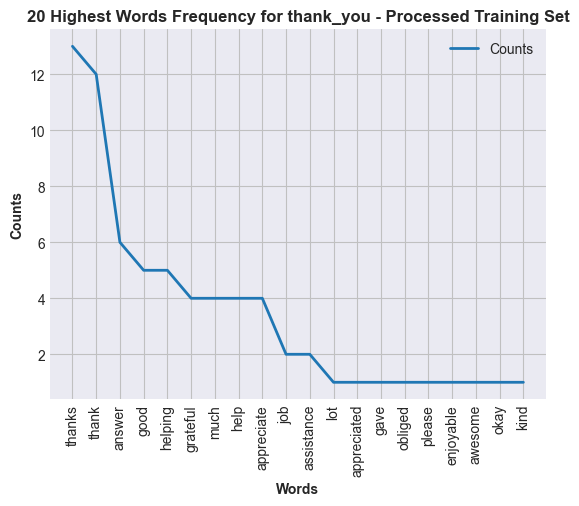 20 Highest Words Frequency for thank_you - Processed Training Set
Counts
12
10
8
6
4
2
Counts
thanks
thank
answer
good
helping
grateful
much
help
appreciate
job
assistance
lot
appreciated
gave
obliged
please
enjoyable
awesome
okay
kind
Words